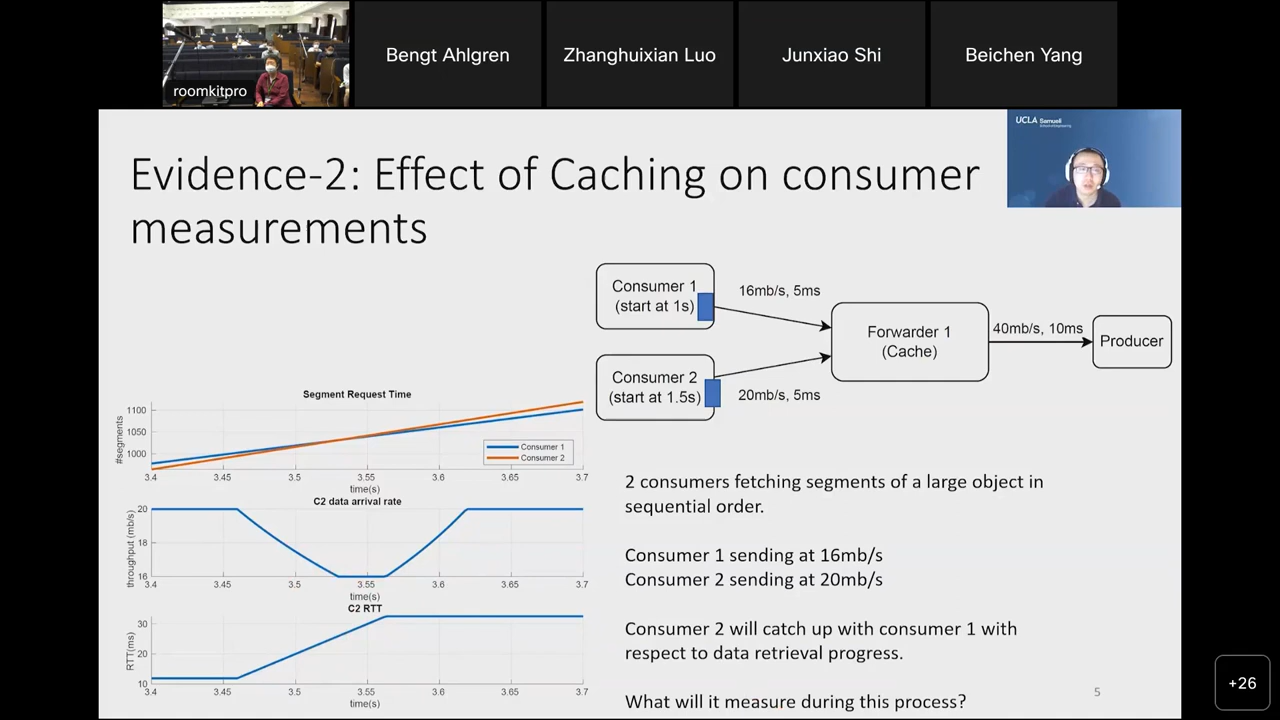 roomkitpro
Bengt Ahlgren
Zhanghuixian Luo
Junxiao Shi
Beichen Yang
UCLA Samueli
Evidence-2: Effect of Caching on consumer
measurements
Consumer 1
(start at 1s)
16mb/s, 5ms
Forwarder 1
(Cache)
40mb/s, 10ms
Producer
Consumer 2
(start at 1.5s)
20mb/s, 5ms
Segment Request Time
#segments
1100
1050
1000
Consumer 1
Consumer 2
3.4 3.45 3.5 3.55 3.6 3.65 3.7
time(s)
C2 data arrival rate
throughput (mb/s)
20
18
16
3.4 3.45 3.5 3.55 3.6 3.65 3.7
time(s)
C2 RTT
RTT(ms)
30
20
10
3.4 3.45 3.5 3.55 3.6 3.65 3.7
time(s)
2 consumers fetching segments of a large object in
sequential order.
Consumer 1 sending at 16mb/s
Consumer 2 sending at 20mb/s
Consumer 2 will catch up with consumer 1 with
respect to data retrieval progress.
What will it measure during this process?
5
+26